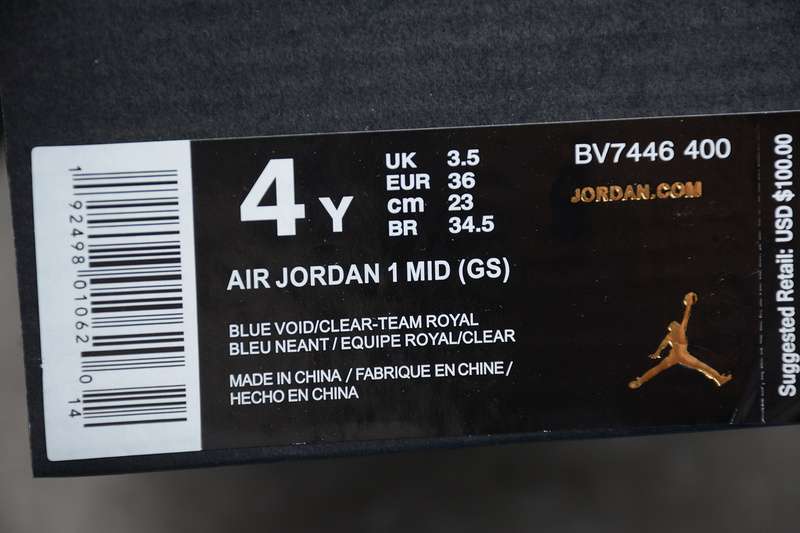 1 92498 01062 0 14
4 Y
UK 3.5
EUR 36
cm 23
BR 34.5
BV7446 400
JORDAN.COM
AIR JORDAN 1 MID (GS)
BLUE VOID/CLEAR-TEAM ROYAL
BLEU NEANT / EQUIPE ROYAL/CLEAR
MADE IN CHINA / FABRIQUE EN CHINE /
HECHO EN CHINA
Suggested Retail: USD $100.00